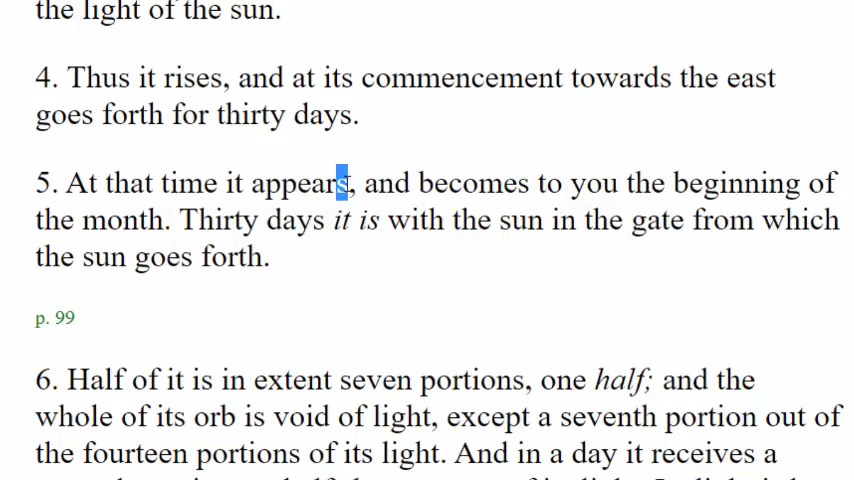 the light of the sun.
4. Thus it rises, and at its commencement towards the east
goes forth for thirty days.
5. At that time it appears, and becomes to you the beginning of
the month. Thirty days it is with the sun in the gate from which
the sun goes forth.
p. 99
6. Half of it is in extent seven portions, one half; and the
whole of its orb is void of light, except a seventh portion out of
the fourteen portions of its light. And in a day it receives a